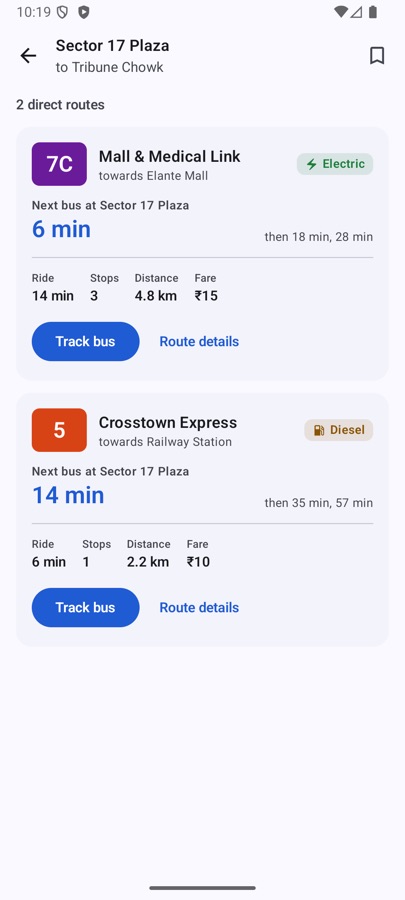 10:19
Sector 17 Plaza
to Tribune Chowk
2 direct routes
7C
Mall & Medical Link
towards Elante Mall
Electric
Next bus at Sector 17 Plaza
6 min
then 18 min, 28 min
Ride Stops Distance Fare
14 min 3 4.8 km ₹15
Track bus Route details
5
Crosstown Express
towards Railway Station
Diesel
Next bus at Sector 17 Plaza
14 min
then 35 min, 57 min
Ride Stops Distance Fare
6 min 1 2.2 km ₹10
Track bus Route details